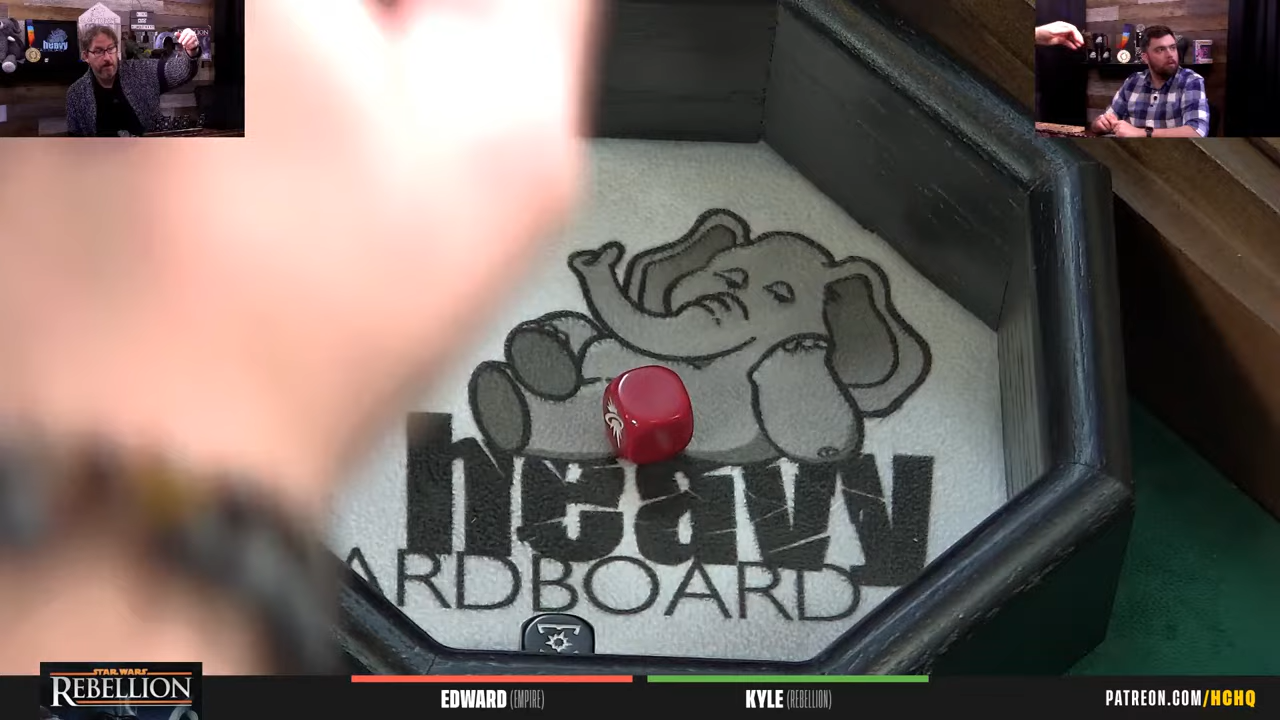 heavy
heavy
ARDBOARD
STAR WARS
REBELLION
EDWARD (EMPIRE)
KYLE (REBELLION)
PATREON.COM/HCHQ